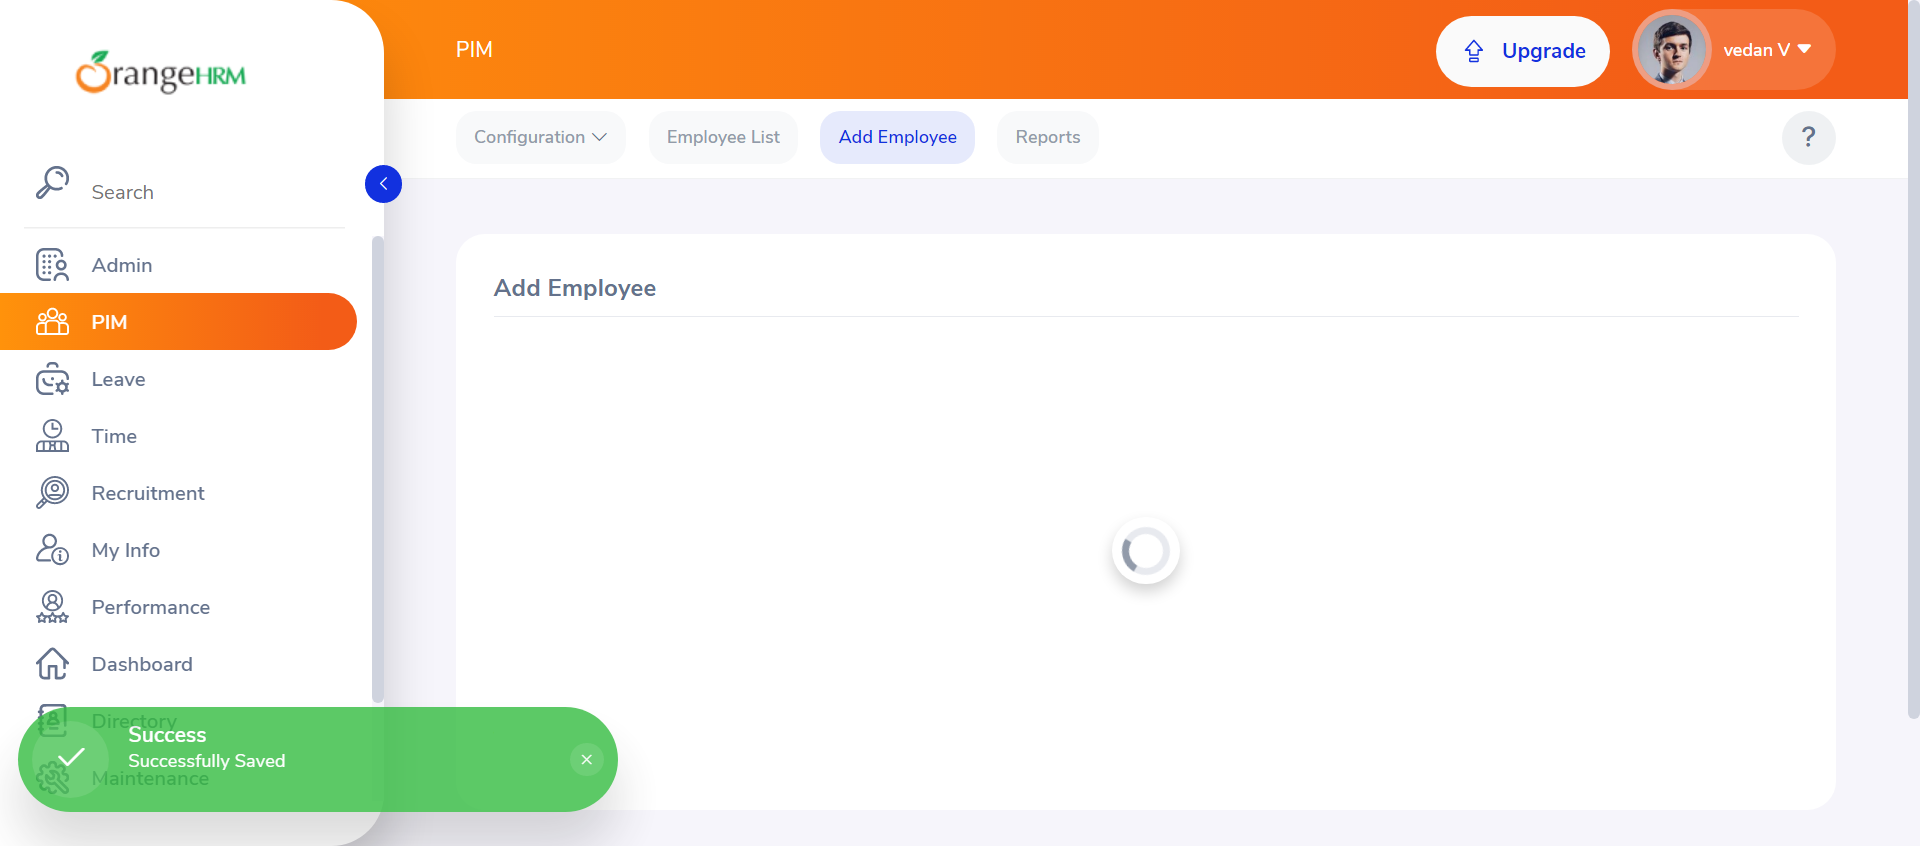 OrangeHRM
PIM
Upgrade
vedan V
Configuration
Employee List
Add Employee
Reports
?
Search
Admin
PIM
Leave
Time
Recruitment
My Info
Performance
Dashboard
Directory
Maintenance
Add Employee
Success
Successfully Saved